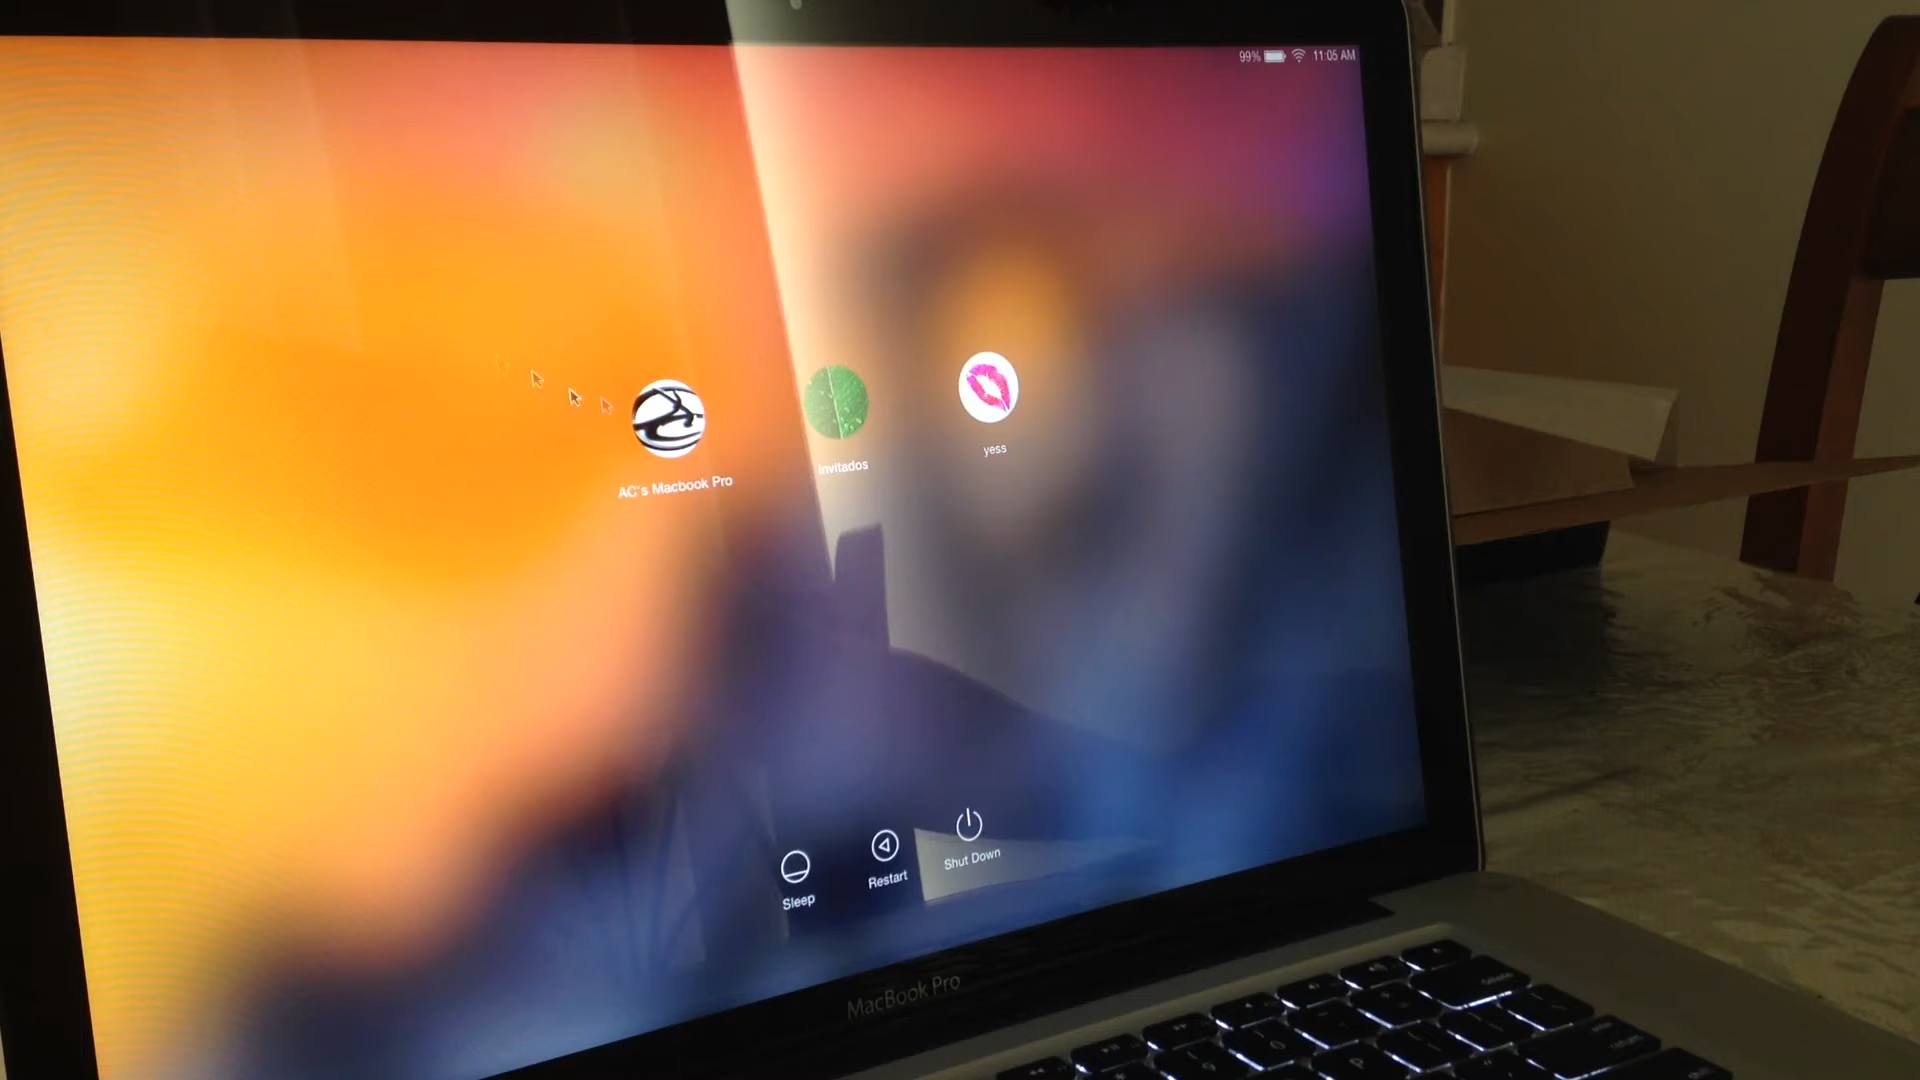 99% 11:05 AM
AC's Macbook Pro
Invitados
yess
Sleep
Restart
Shut Down
MacBook Pro